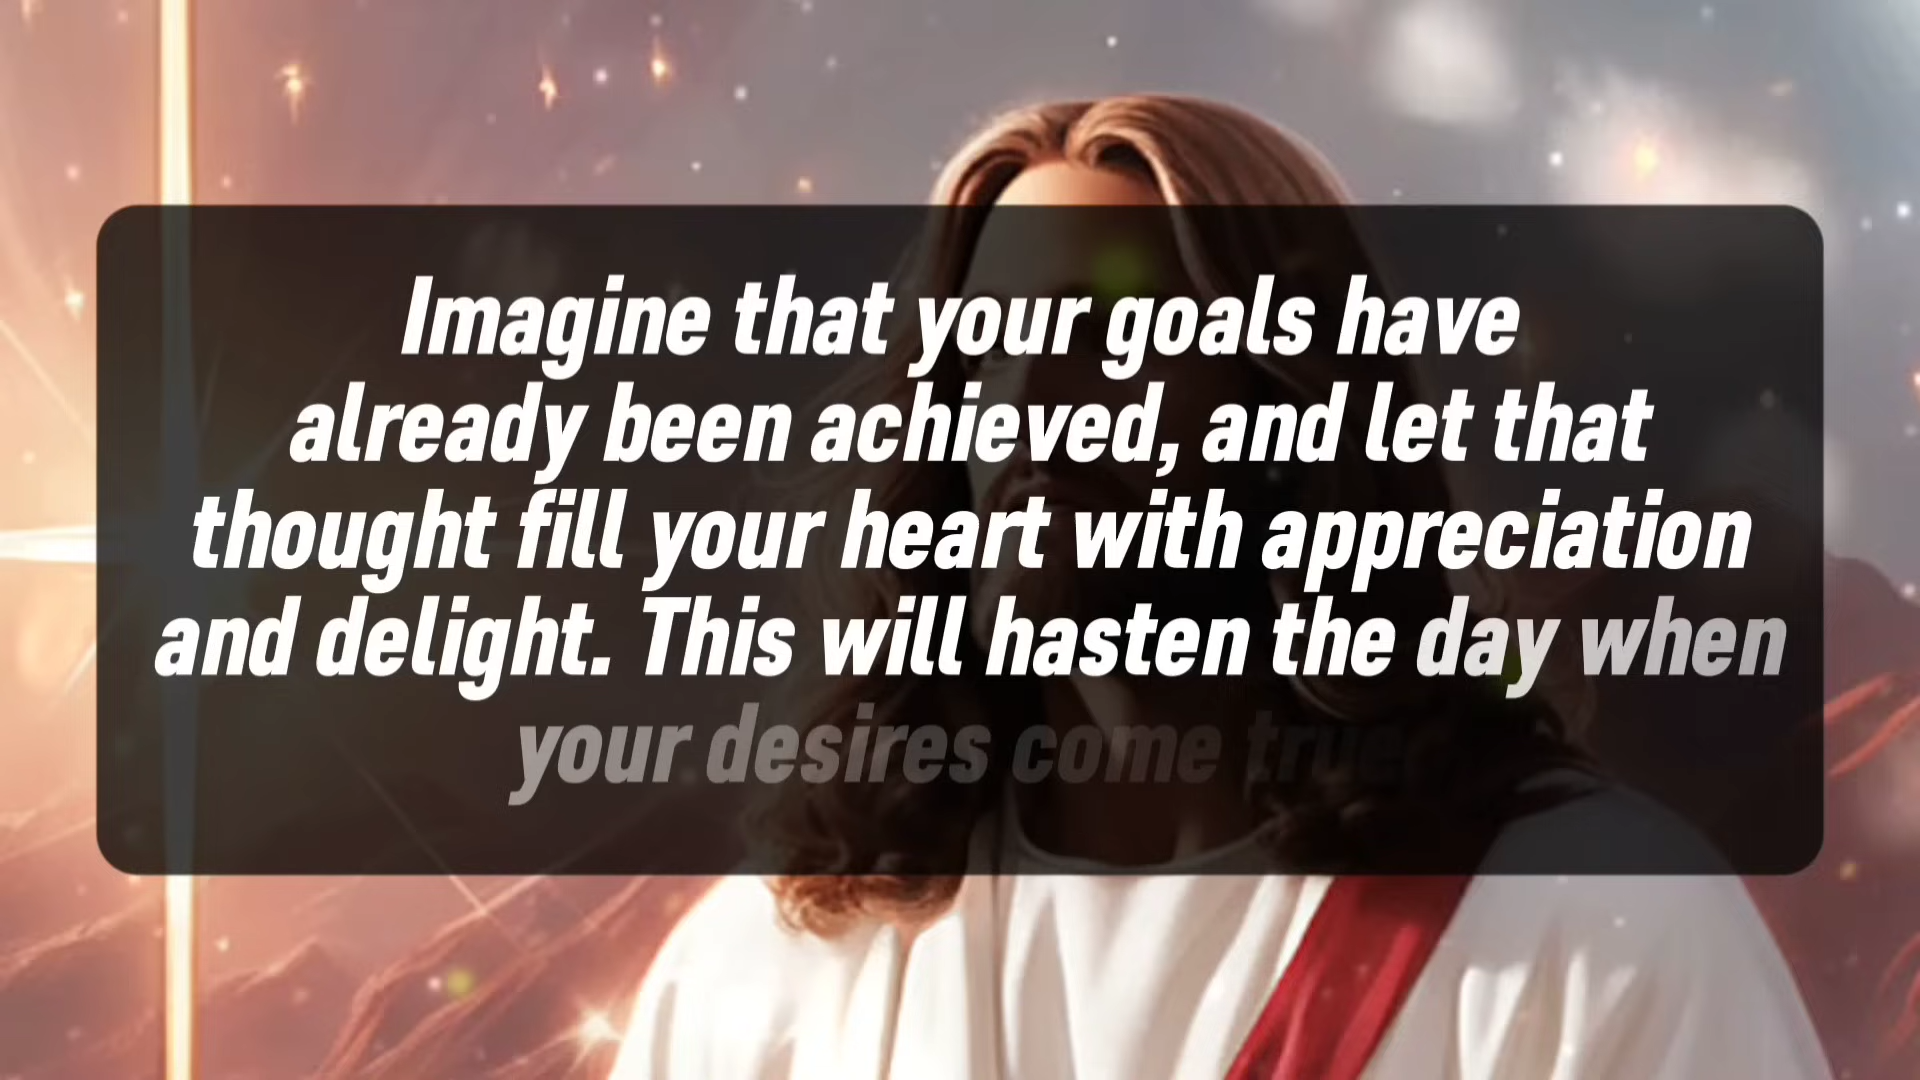 Imagine that your goals have
already been achieved, and let that
thought fill your heart with appreciation
and delight. This will hasten the day when
your desires come true